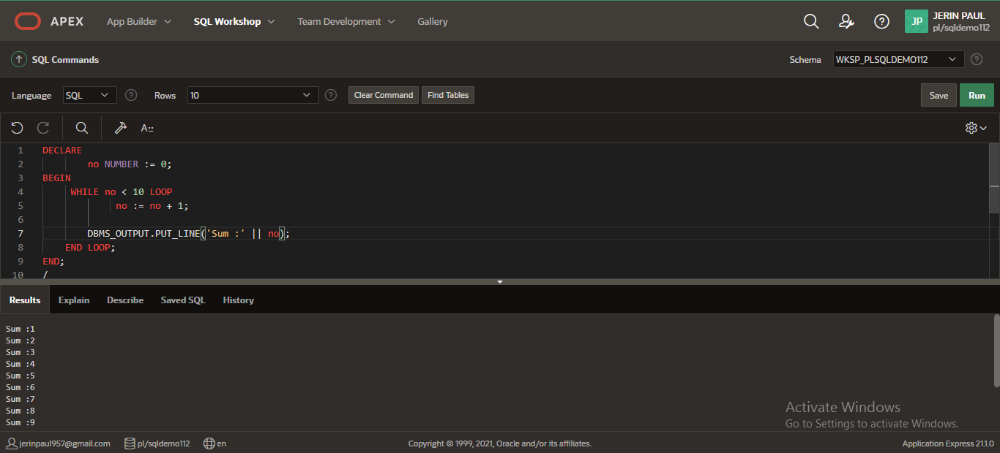 APEX App Builder SQL Workshop Team Development Gallery JP JERIN PAUL
pl/sqldemo112
SQL Commands Schema WKSP_PLSQLDEMO112
Language SQL Rows 10 Clear Command Find Tables Save Run
A::
1 DECLARE
2 no NUMBER := 0;
3 BEGIN
4 WHILE no < 10 LOOP
5 no := no + 1;
6
7 DBMS_OUTPUT.PUT_LINE('Sum :' || no);
8 END LOOP;
9 END;
10 /
Results Explain Describe Saved SQL History
Sum :1
Sum :2
Sum :3
Sum :4
Sum :5
Sum :6
Sum :7
Sum :8
Sum :9
Activate Windows
Go to Settings to activate Windows.
jerinpaul957@gmail.com pl/sqldemo112 en Copyright © 1999, 2021, Oracle and/or its affiliates. Application Express 21.1.0